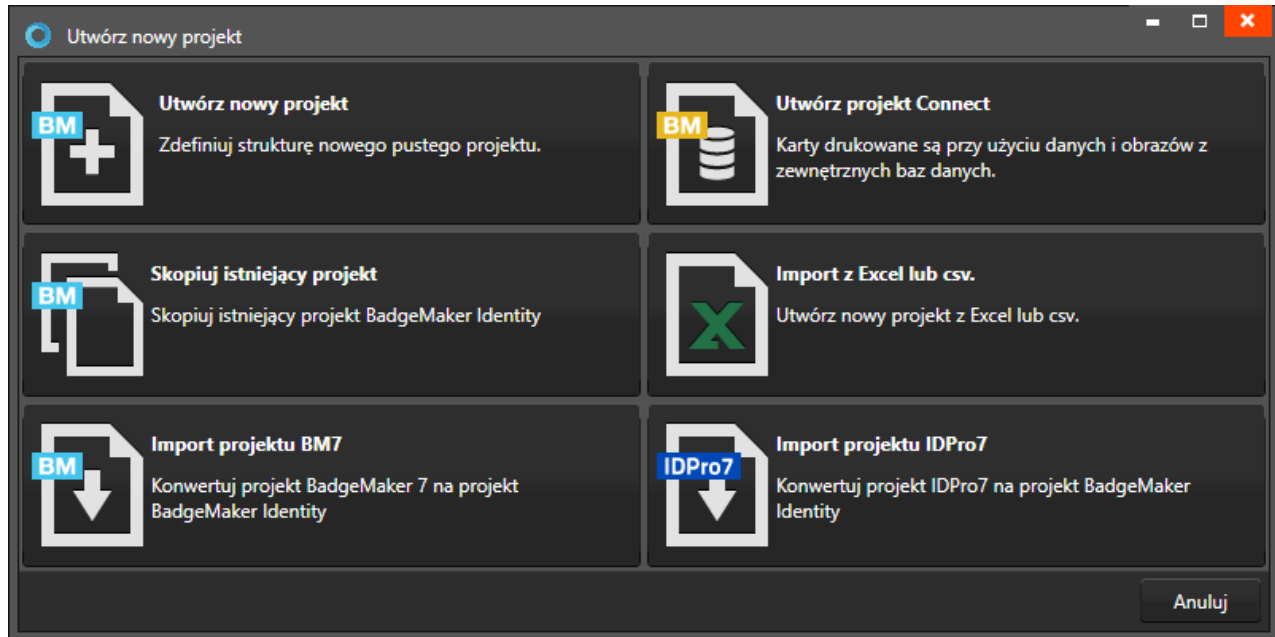 Utwórz nowy projekt
BM
Utwórz nowy projekt
Zdefiniuj strukturę nowego pustego projektu.
BM
Utwórz projekt Connect
Karty drukowane są przy użyciu danych i obrazów z
zewnętrznych baz danych.
BM
Skopiuj istniejący projekt
Skopiuj istniejący projekt BadgeMaker Identity
Import z Excel lub csv.
Utwórz nowy projekt z Excel lub csv.
BM
Import projektu BM7
Konwertuj projekt BadgeMaker 7 na projekt
BadgeMaker Identity
IDPro7
Import projektu IDPro7
Konwertuj projekt IDPro7 na projekt BadgeMaker
Identity
Anuluj